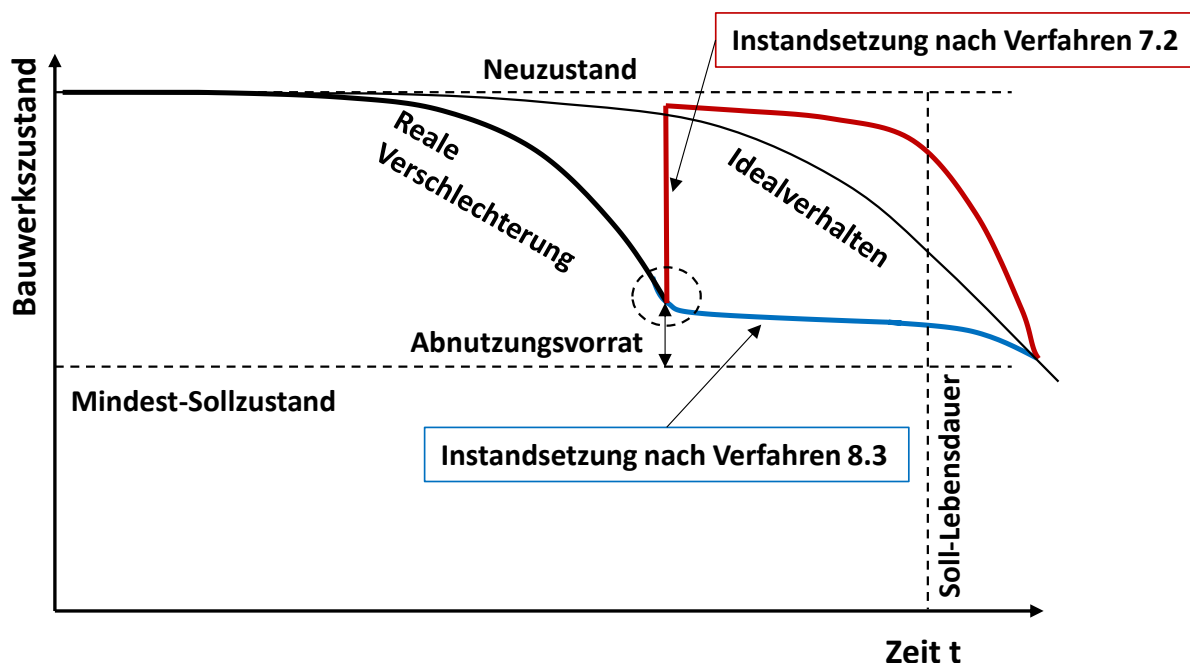 Instandsetzung nach Verfahren 7.2
Neuzustand
Bauwerkszustand
Reale
Verschlechterung
Idealverhalten
Abnutzungsvorrat
Mindest-Sollzustand
Instandsetzung nach Verfahren 8.3
Soll-Lebensdauer
Zeit t